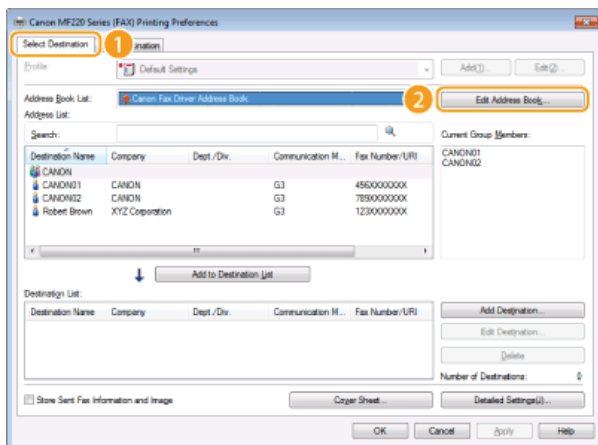 Canon MF220 Series (FAX) Printing Preferences
Select Destination 1 ination
Profile: Default Settings Add(1)... Edit(2)...
Address Book List: Canon Fax Driver Address Book 2 Edit Address Book...
Address List:
Search: Current Group Members:
Destination Name Company Dept./Div. Communication M... Fax Number/URI
CANON
CANON01 CANON G3 456XXXXXXX
CANON02 CANON G3 789XXXXXXX
Robert Brown XYZ Corporation 123XXXXXXX
CANON01
CANON02
Add to Destination List
Destination List:
Destination Name Company Dept./Div. Communication M... Fax Number/URI
Add Destination...
Edit Destination...
Delete
Number of Destinations: 0
Store Sent Fax Information and Image Cover Sheet... Detailed Settings(J)...
OK Cancel Apply Help